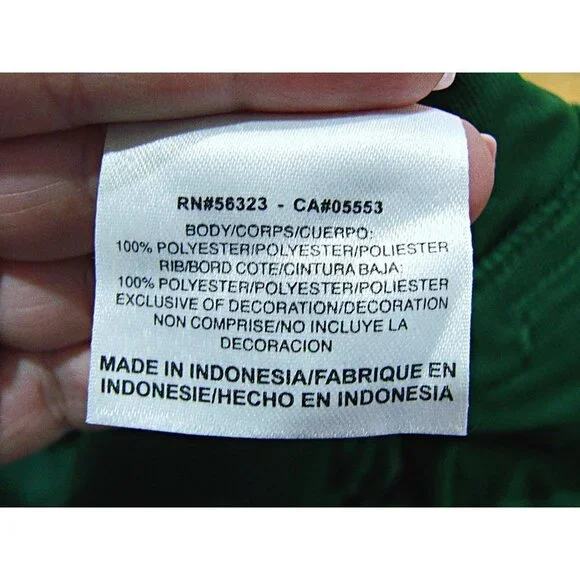 RN#56323 - CA#05553
BODY/CORPS/CUERPO:
100% POLYESTER/POLYESTER/POLIESTER
RIB/BORD COTE/CINTURA BAJA:
100% POLYESTER/POLYESTER/POLIESTER
EXCLUSIVE OF DECORATION/DECORATION
NON COMPRISE/NO INCLUYE LA
DECORACION
MADE IN INDONESIA/FABRIQUE EN
INDONESIE/HECHO EN INDONESIA